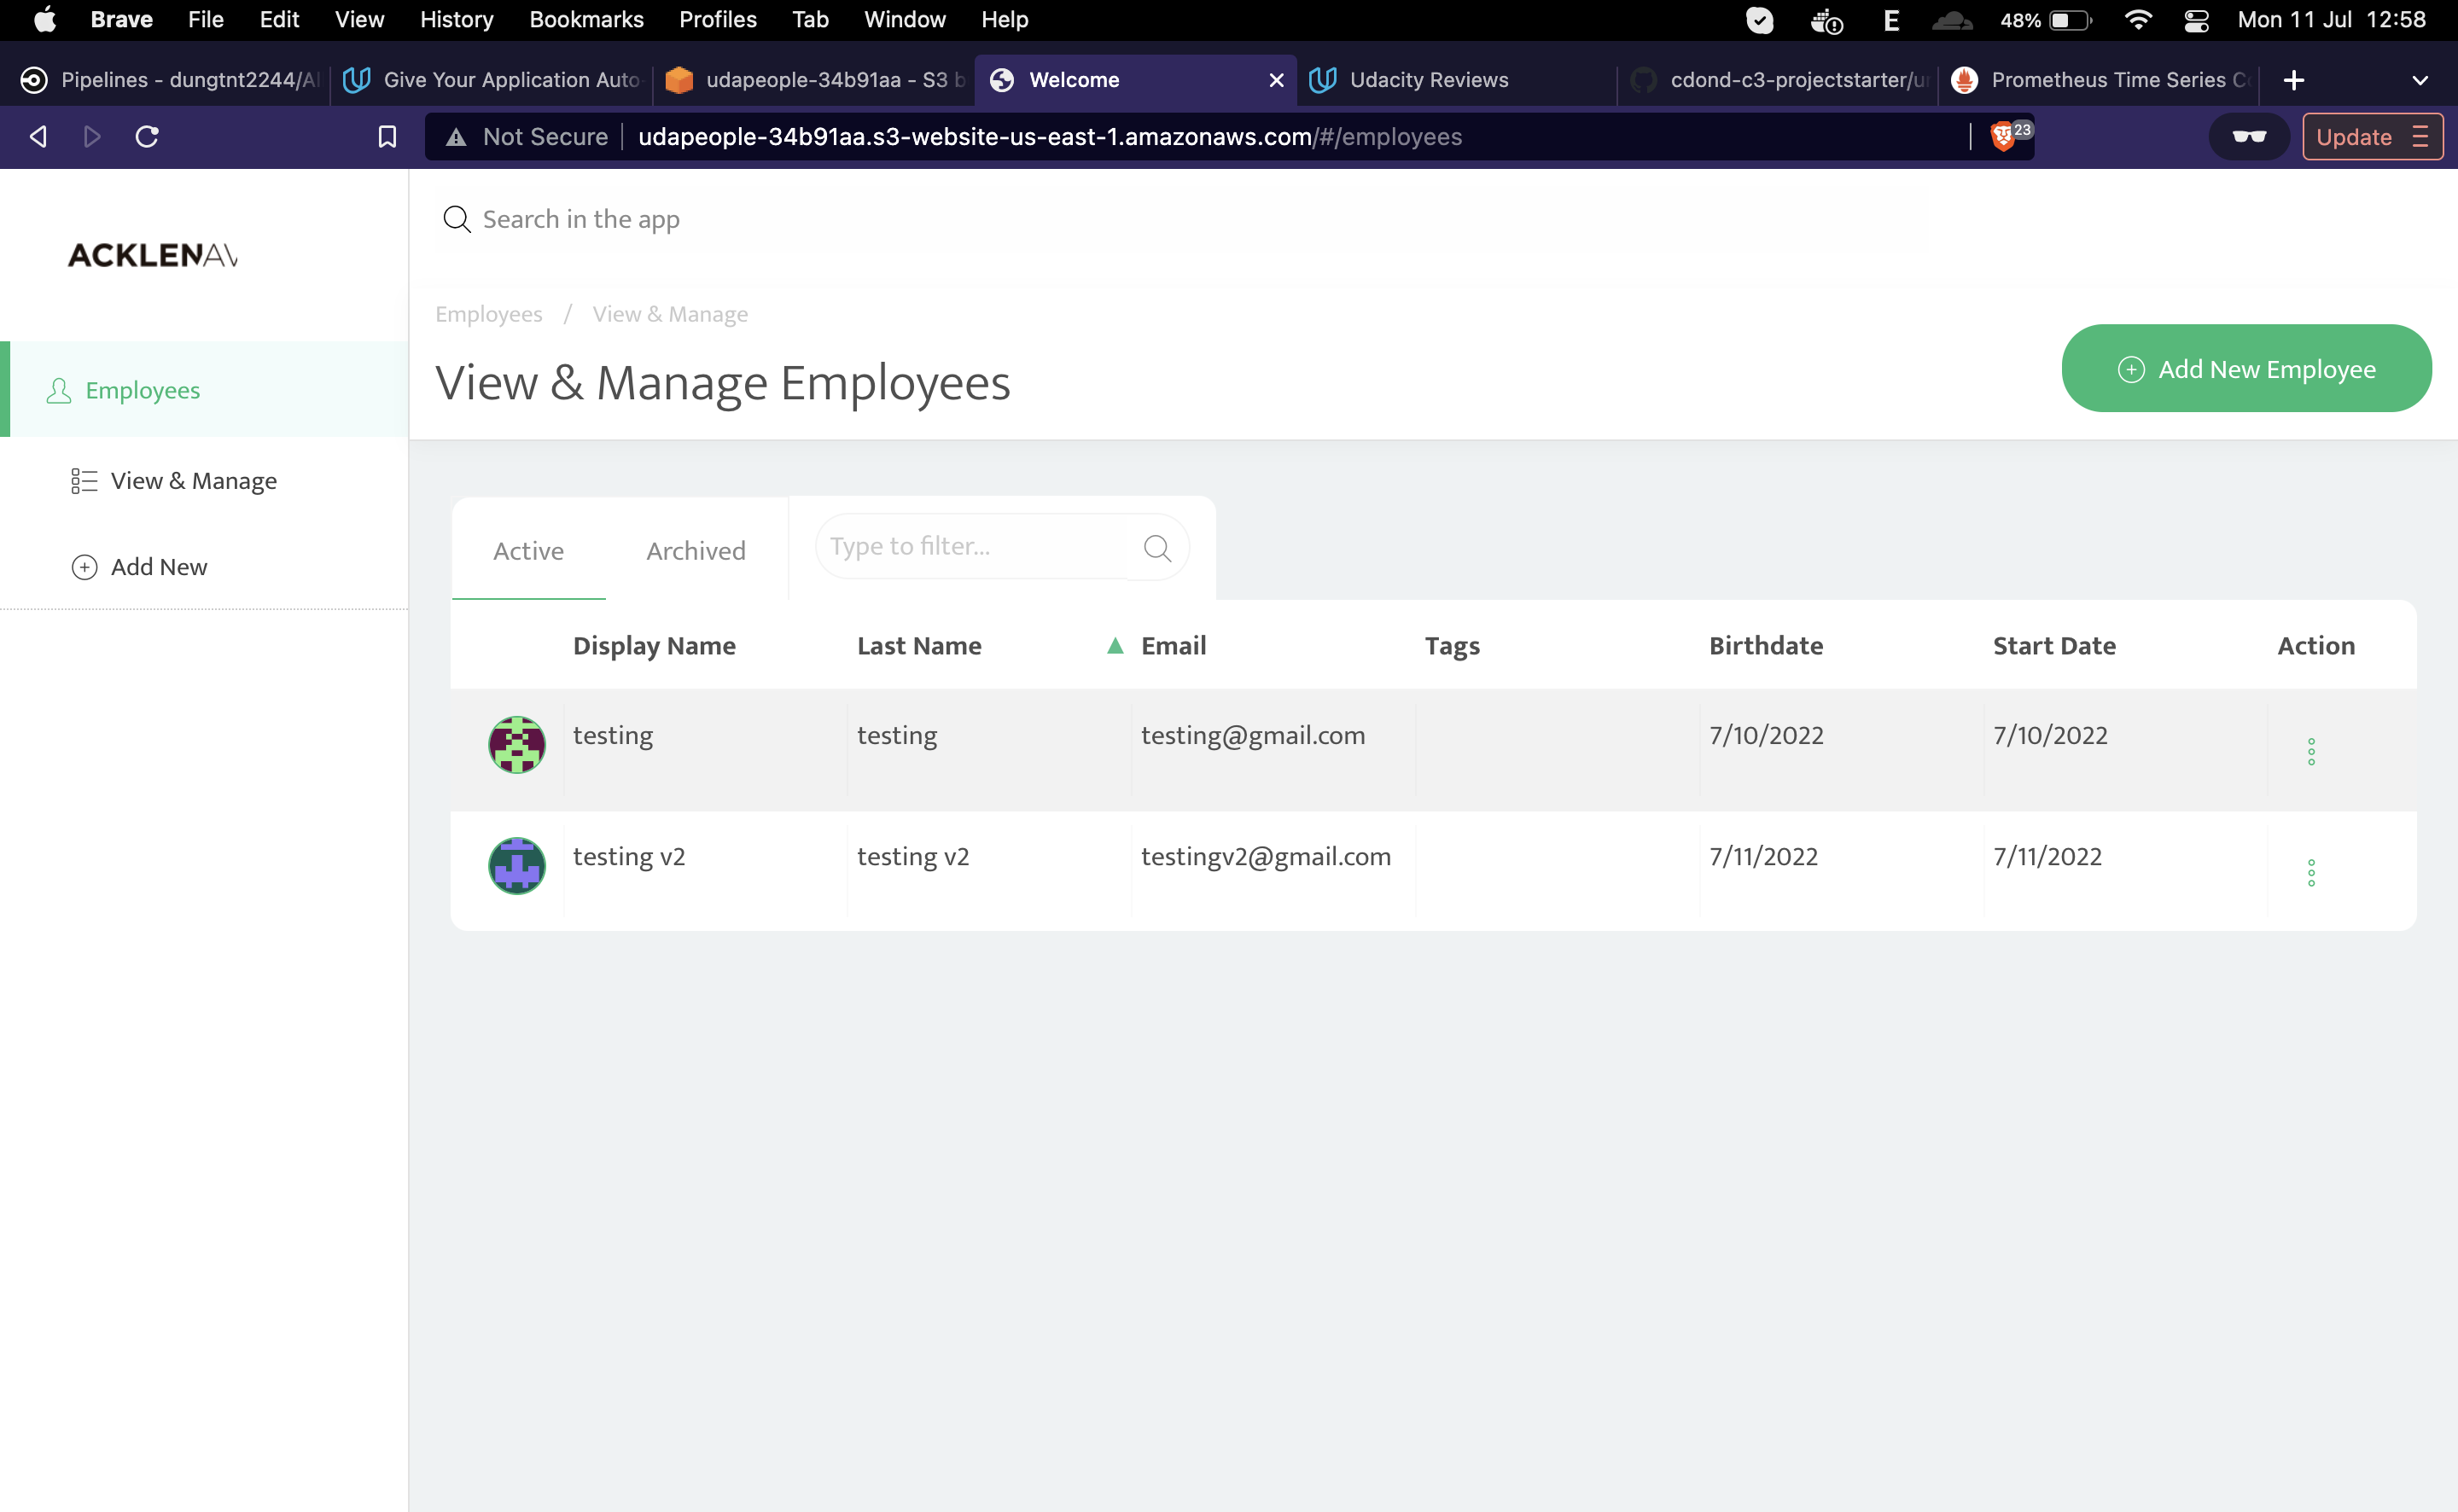 Brave File Edit View History Bookmarks Profiles Tab Window Help E 48% Mon 11 Jul 12:58
Pipelines - dungtnt2244/Al Give Your Application Auto- udapeople-34b91aa - S3 b Welcome Udacity Reviews cdond-c3-projectstarter/ur Prometheus Time Series Co
Not Secure udapeople-34b91aa.s3-website-us-east-1.amazonaws.com/#/employees 23 Update
Search in the app
ACKLENAV
Employees / View & Manage
View & Manage Employees
Add New Employee
Employees
View & Manage
Add New
Active Archived Type to filter...
Display Name Last Name Email Tags Birthdate Start Date Action
testing testing testing@gmail.com 7/10/2022 7/10/2022
testing v2 testing v2 testingv2@gmail.com 7/11/2022 7/11/2022